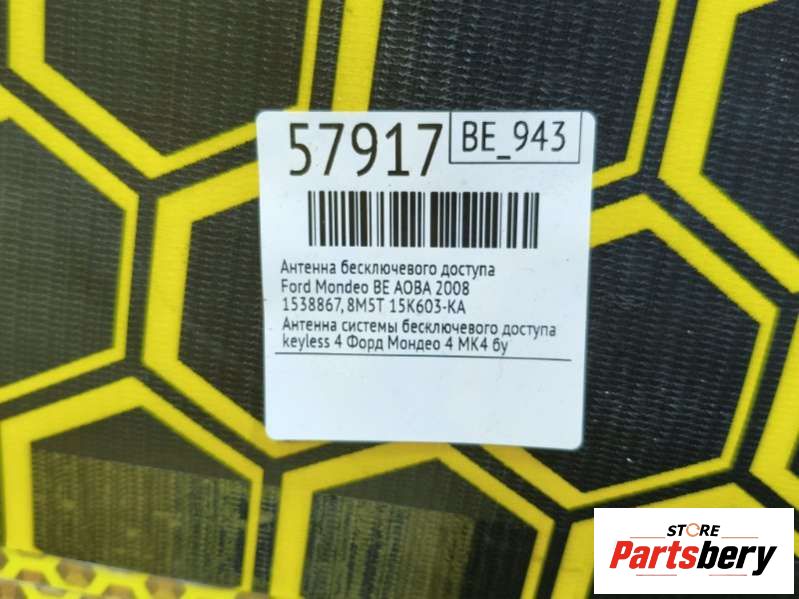 57917 BE_943
Антенна бесключевого доступа
Ford Mondeo BE AOBA 2008
1538867, 8M5T 15K603-KA
Антенна системы бесключевого доступа
keyless 4 Форд Мондео 4 МК4 бу
STORE
Partsbery